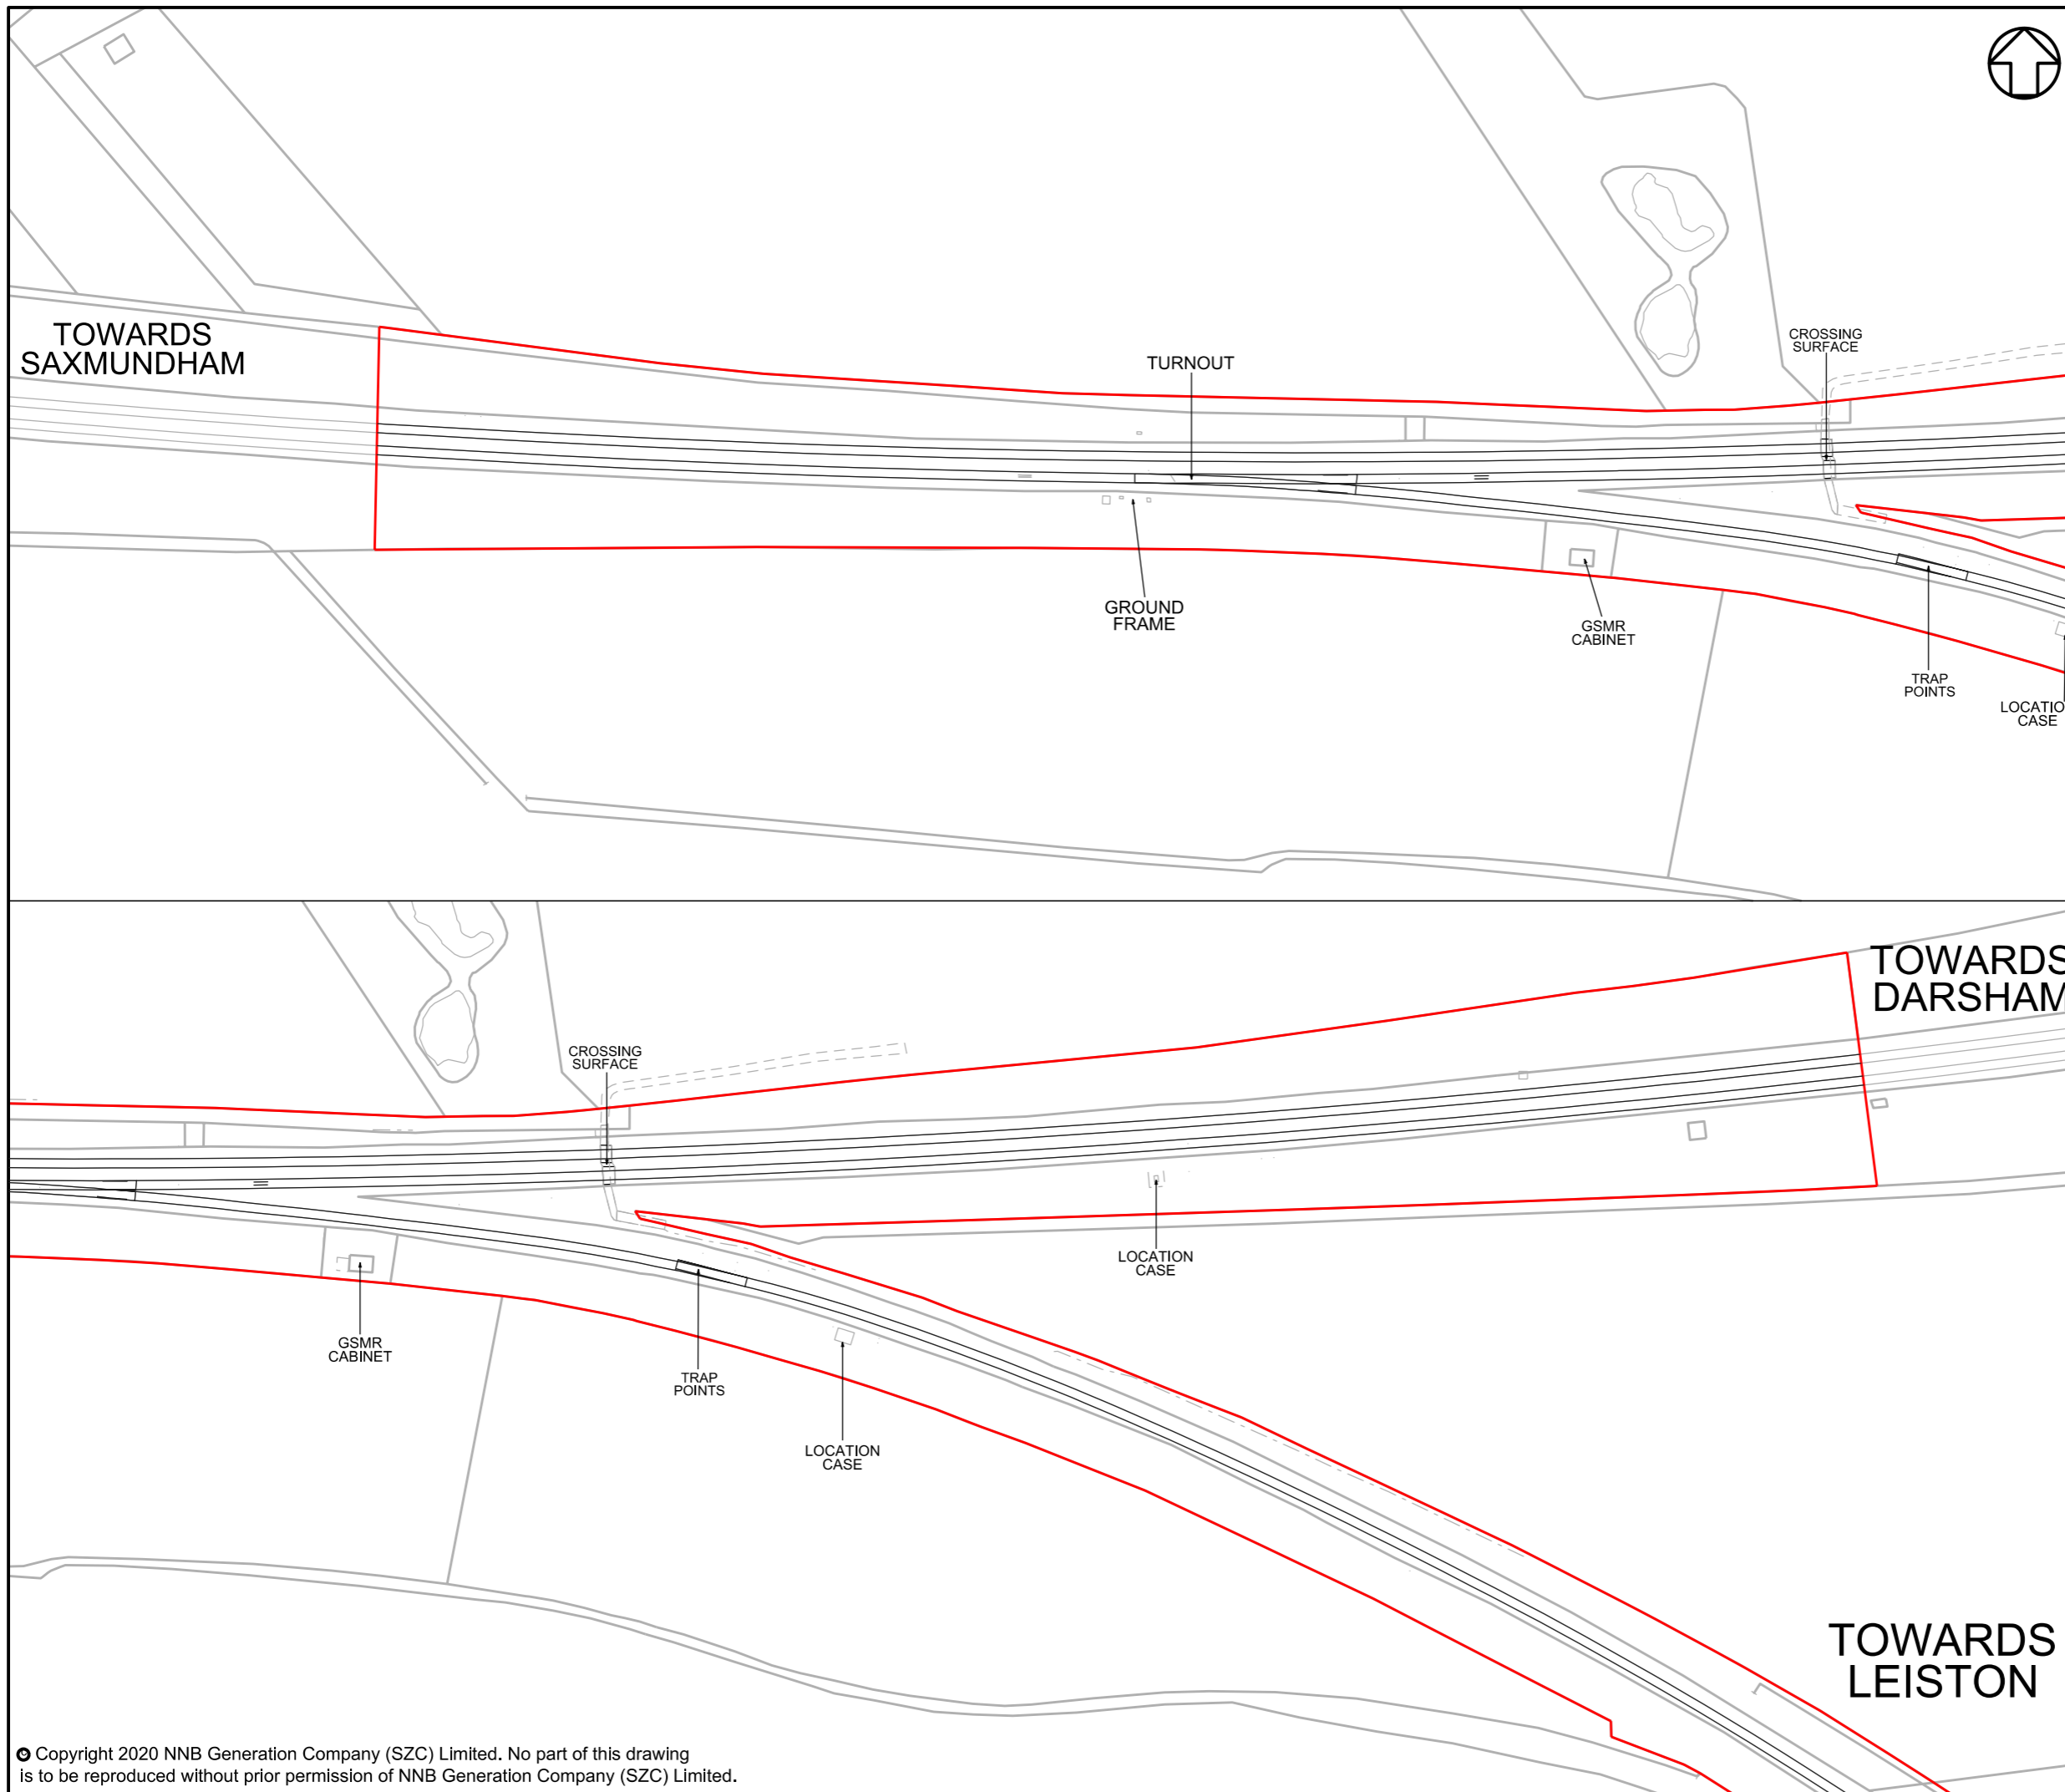 TOWARDS
SAXMUNDHAM
TURNOUT
CROSSING
SURFACE
GROUND
FRAME
GSMR
CABINET
TRAP
POINTS
LOCATIO
CASE
TOWARDS
DARSHAM
CROSSING
SURFACE
LOCATION
CASE
GSMR
CABINET
TRAP
POINTS
LOCATION
CASE
TOWARDS
LEISTON
© Copyright 2020 NNB Generation Company (SZC) Limited. No part of this drawing
is to be reproduced without prior permission of NNB Generation Company (SZC) Limited.